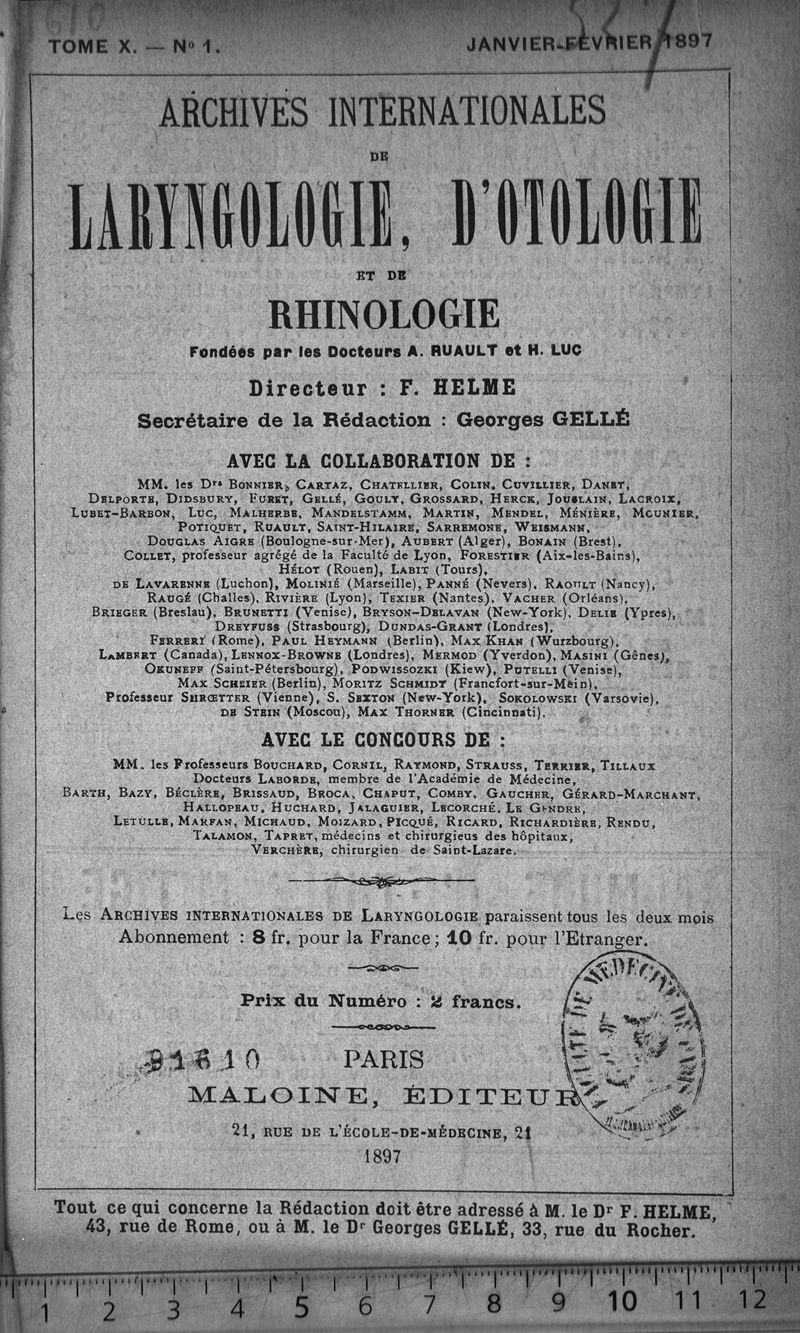 TOME X. — No 1.
JANVIER-FÉVRIER 1897
ARCHIVES INTERNATIONALES
DE
LARYNGOLOGIE, D'OTOLOGIE
ET DE
RHINOLOGIE
Fondées par les Docteurs A. RUAULT et H. LUC
Directeur : F. HELME
Secrétaire de la Rédaction : Georges GELLÉ
AVEC LA COLLABORATION DE :
MM. les Drs BONNIER, CARTAZ, CHATELLIER, COLIN, CUVILLIER, DANET,
DELPORTE, DIDSBURY, FURET, GELLÉ, GOULY, GROSSARD, HERCK, JOUSLAIN, LACROIX,
LUBET-BARBON, LUC, MALHERBE, MANDELSTAMM, MARTIN, MENDEL, MÉNIÈRE, MEUNIER,
POTIQUET, RUAULT, SAINT-HILAIRE, SARREMONE, WEISMANN,
DOUGLAS AIGRE (Boulogne-sur-Mer), AUBERT (Alger), BONAIN (Brest),
COLLET, professeur agrégé de la Faculté de Lyon, FORESTIER (Aix-les-Bains),
HÉLOT (Rouen), LABIT (Tours),
DE LAVARENNE (Luchon), MOLINIÉ (Marseille), PANNÉ (Nevers), RAOULT (Nancy),
RAUGÉ (Challes), RIVIÈRE (Lyon), TEXIER (Nantes), VACHER (Orléans),
BRIEGER (Breslau), BRUNETTI (Venise), BRYSON-DELAVAN (New-York), DELIE (Ypres),
DREYFUSS (Strasbourg), DUNDAS-GRANT (Londres),
FERRERI (Rome), PAUL HEYMANN (Berlin), MAX KHAN (Wurzbourg),
LAMBERT (Canada), LENNOX-BROWNE (Londres), MERMOD (Yverdon), MASINI (Gênes),
OKUNEFF (Saint-Pétersbourg), PODWISSOZKI (Kiew), PUTELLI (Venise),
MAX SCHEIER (Berlin), MORITZ SCHMIDT (Francfort-sur-Mein),
Professeur SHRŒTTER (Vienne), S. SEXTON (New-York), SOKOLOWSKI (Varsovie),
DE STEIN (Moscou), MAX THORNER (Cincinnati).
AVEC LE CONCOURS DE :
MM. les Professeurs BOUCHARD, CORNIL, RAYMOND, STRAUSS, TERRIER, TILLAUX
Docteurs LABORDE, membre de l'Académie de Médecine,
BARTH, BAZY, BÉCLÈRE, BRISSAUD, BROCA, CHAPUT, COMBY, GAUCHER, GÉRARD-MARCHANT,
HALLOPEAU, HUCHARD, JALAGUIER, LECORCHÉ, LE GENDRE,
LETULLE, MARFAN, MICHAUD, MOIZARD, PICQUÉ, RICARD, RICHARDIÈRE, RENDU,
TALAMON, TAPRET, médecins et chirurgieus des hôpitaux,
VERCHÈRE, chirurgien de Saint-Lazare.
Les ARCHIVES INTERNATIONALES DE LARYNGOLOGIE paraissent tous les deux mois
Abonnement : 8 fr. pour la France ; 10 fr. pour l'Etranger.
Prix du Numéro : 2 francs.
PARIS
MALOINE, ÉDITEUR
21, RUE DE L'ÉCOLE-DE-MÉDECINE, 21
1897
Tout ce qui concerne la Rédaction doit être adressé à M. le Dr F. HELME,
43, rue de Rome, ou à M. le Dr Georges GELLÉ, 33, rue du Rocher.
1 2 3 4 5 6 7 8 9 10 11 12